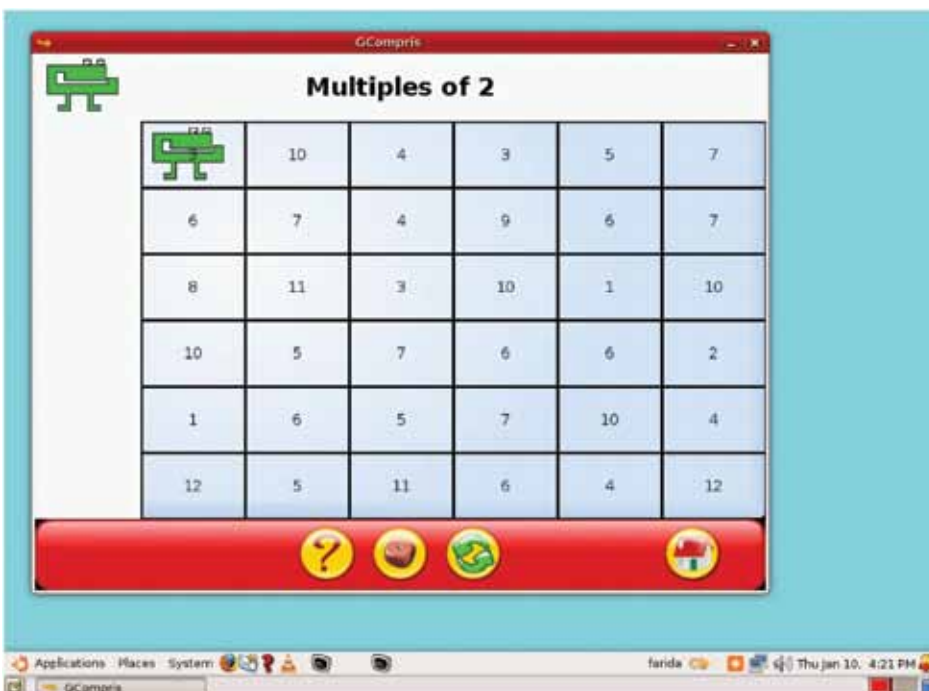 GCompris
Multiples of 2
10 4 3 5 7
6 7 4 9 6 7
8 11 3 10 1 10
10 5 7 6 6 2
1 6 5 7 10 4
12 5 11 6 4 12
?
Applications Places System farida Thu Jan 10, 4:21 PM
GCompris